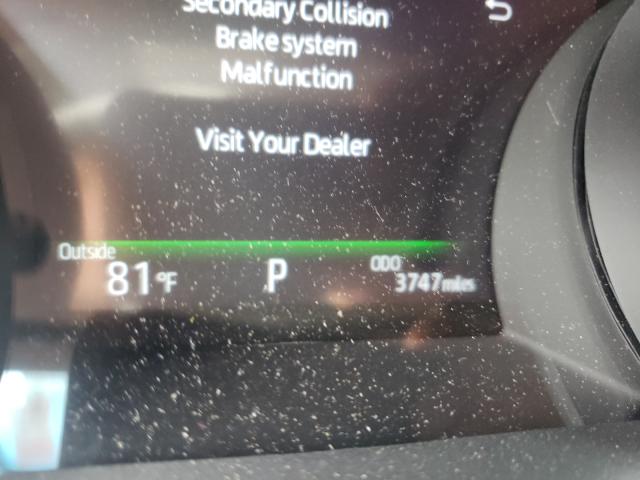 Secondary Collision
Brake system
Malfunction
Visit Your Dealer
Outside
81°F
P
ODO
3747 miles